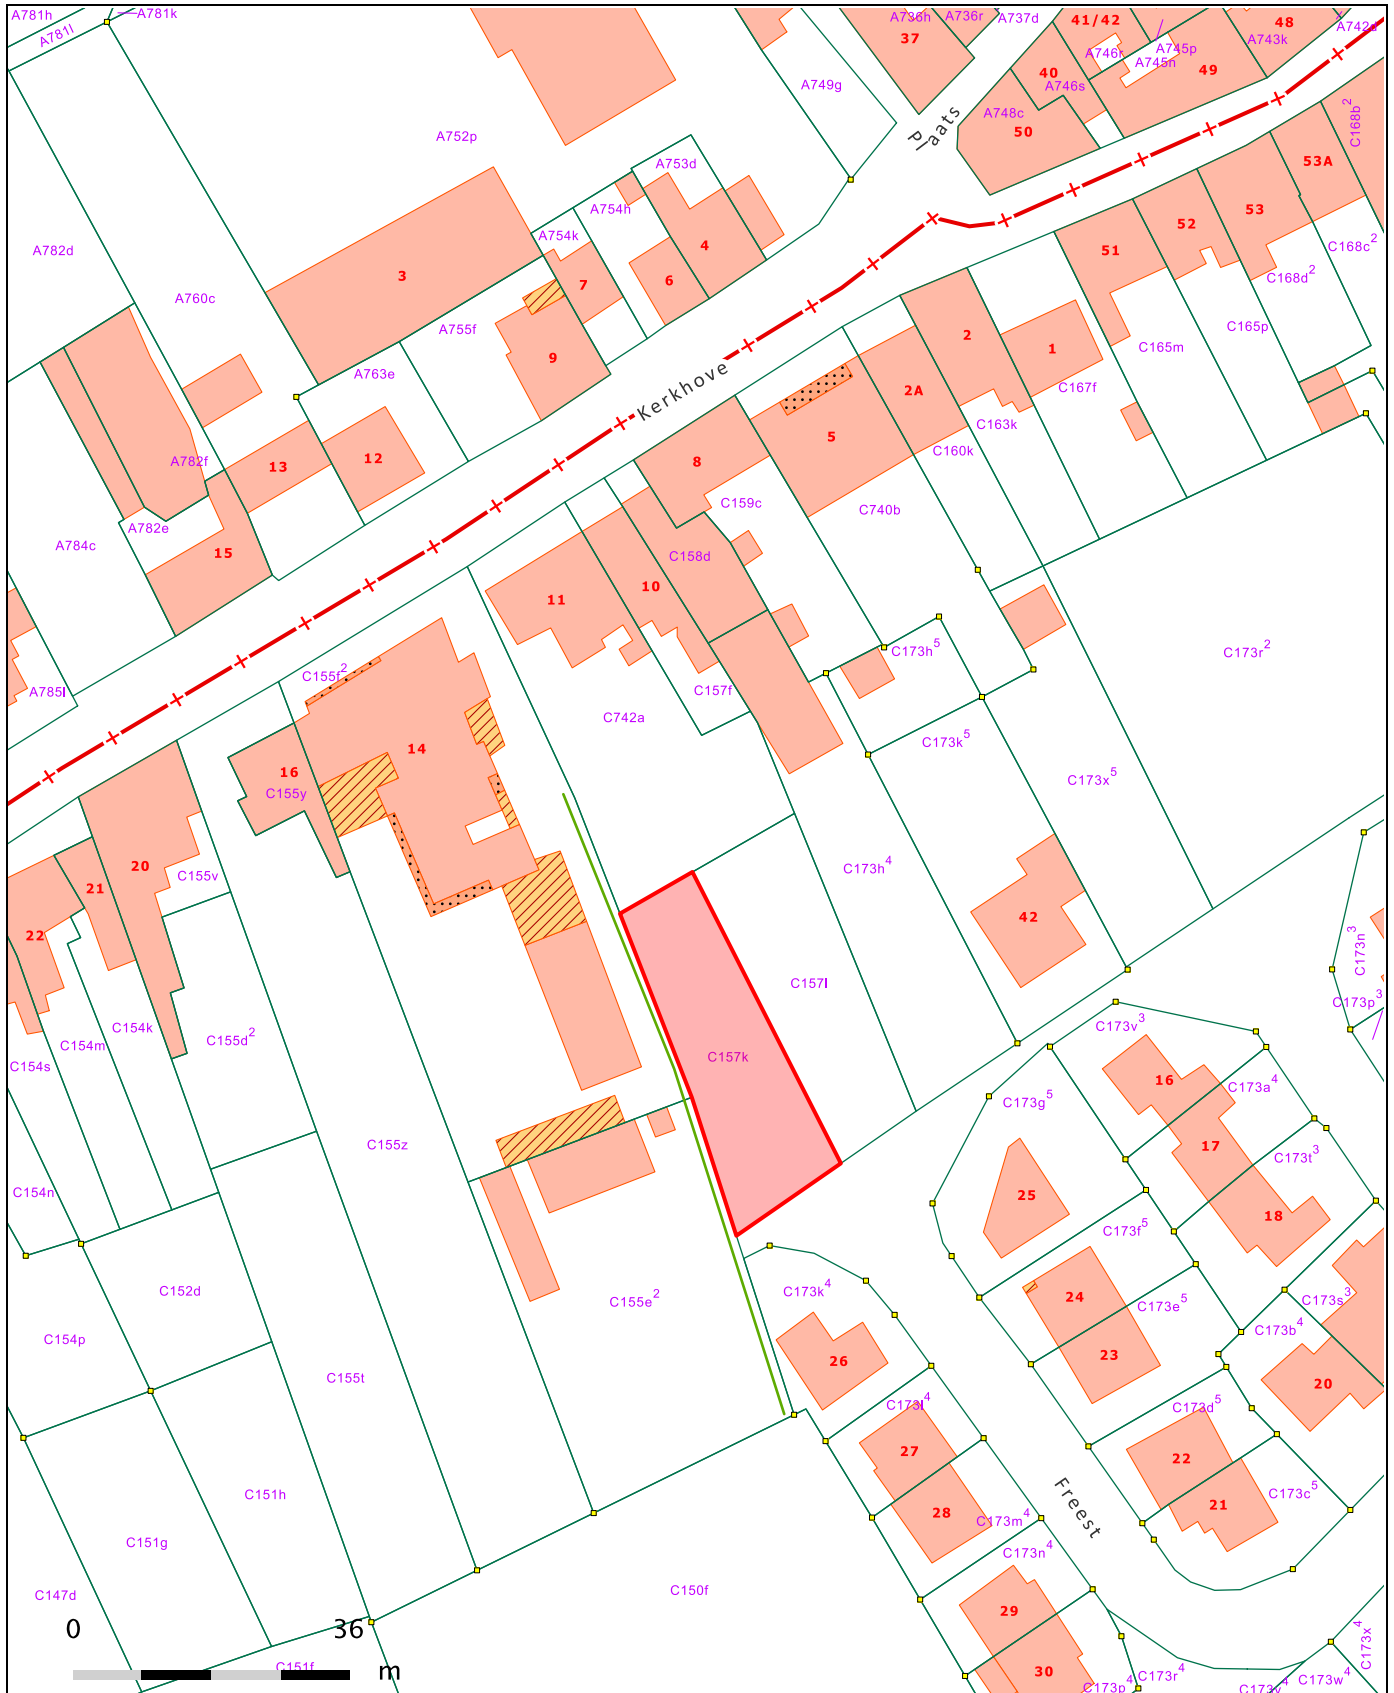 A781h
A781k
A781l
A736h
A736r
A737d
41/42
48
A742d
37
A746r
A745p
A745n
A743k
40
49
A749g
A746s
A748c
50
A752p
Plaats
C168b²
A753d
53A
A782d
A754h
A754k
4
51
52
53
C168c²
3
7
6
C168d²
A760c
A755f
9
2
1
C165p
C165m
A763e
Kerkhove
2A
C167f
5
C163k
A782f
13
12
8
C160k
C159c
C740b
A782e
A784c
15
C158d
11
10
C173h⁵
C173r²
A785l
C155f²
C157f
C742a
14
C173k⁵
C173x⁵
16
C155y
20
C155v
21
C173h⁴
22
42
C173n³
C157l
C173p³
C154k
C154m
C155d²
C154s
C157k
C173v³
16
C173a⁴
C173g⁵
C155z
17
C173t³
C154n
25
18
C173f⁵
C152d
C173k⁴
24
C173e⁵
C155e²
C173s³
C173b⁴
C154p
26
23
C155t
20
C173l⁴
C173d⁵
27
22
C151h
C173c⁵
28
Freest
21
C173m⁴
C151g
C173n⁴
C147d
C150f
29
0
36
C173x⁴
C151f
m
30
C173r⁴
C173p⁴
C173w⁴
C173v⁴